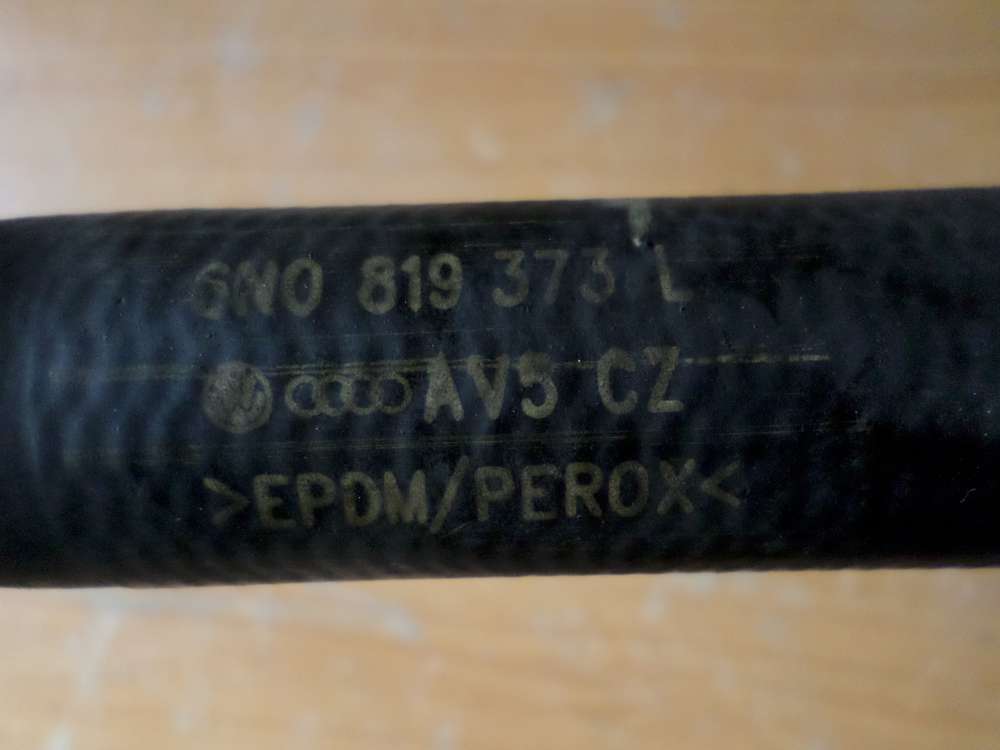 6N0 819 373 L
AV5 CZ
>EPDM/PEROX<